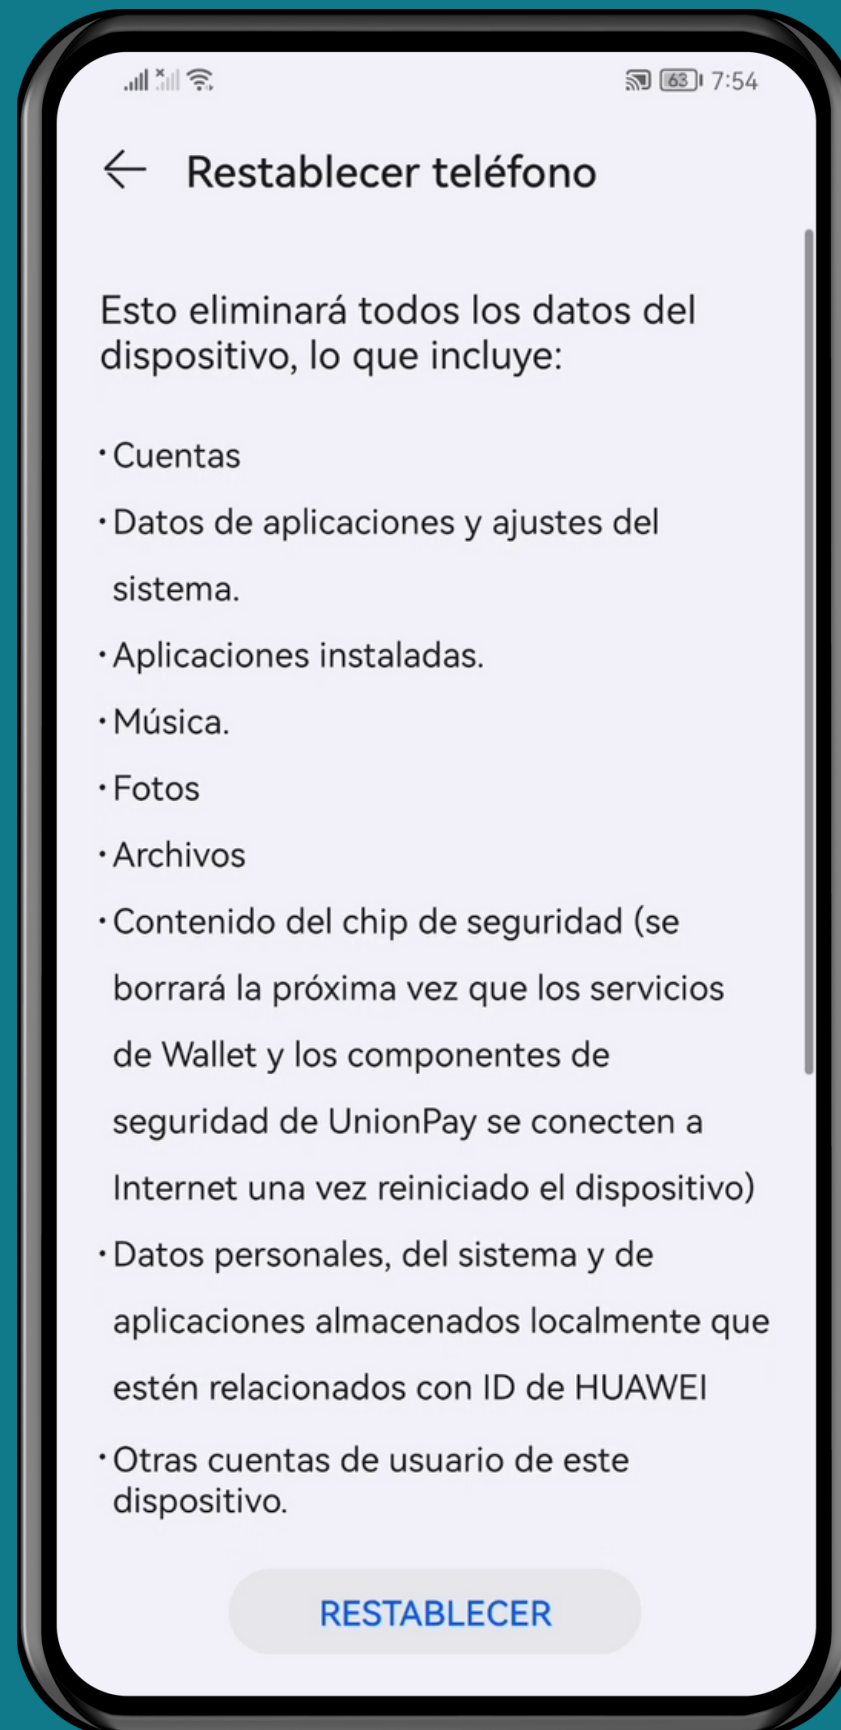 63 7:54
Restablecer teléfono
Esto eliminará todos los datos del
dispositivo, lo que incluye:
· Cuentas
· Datos de aplicaciones y ajustes del
sistema.
· Aplicaciones instaladas.
· Música.
· Fotos
· Archivos
· Contenido del chip de seguridad (se
borrará la próxima vez que los servicios
de Wallet y los componentes de
seguridad de UnionPay se conecten a
Internet una vez reiniciado el dispositivo)
· Datos personales, del sistema y de
aplicaciones almacenados localmente que
estén relacionados con ID de HUAWEI
· Otras cuentas de usuario de este
dispositivo.
RESTABLECER